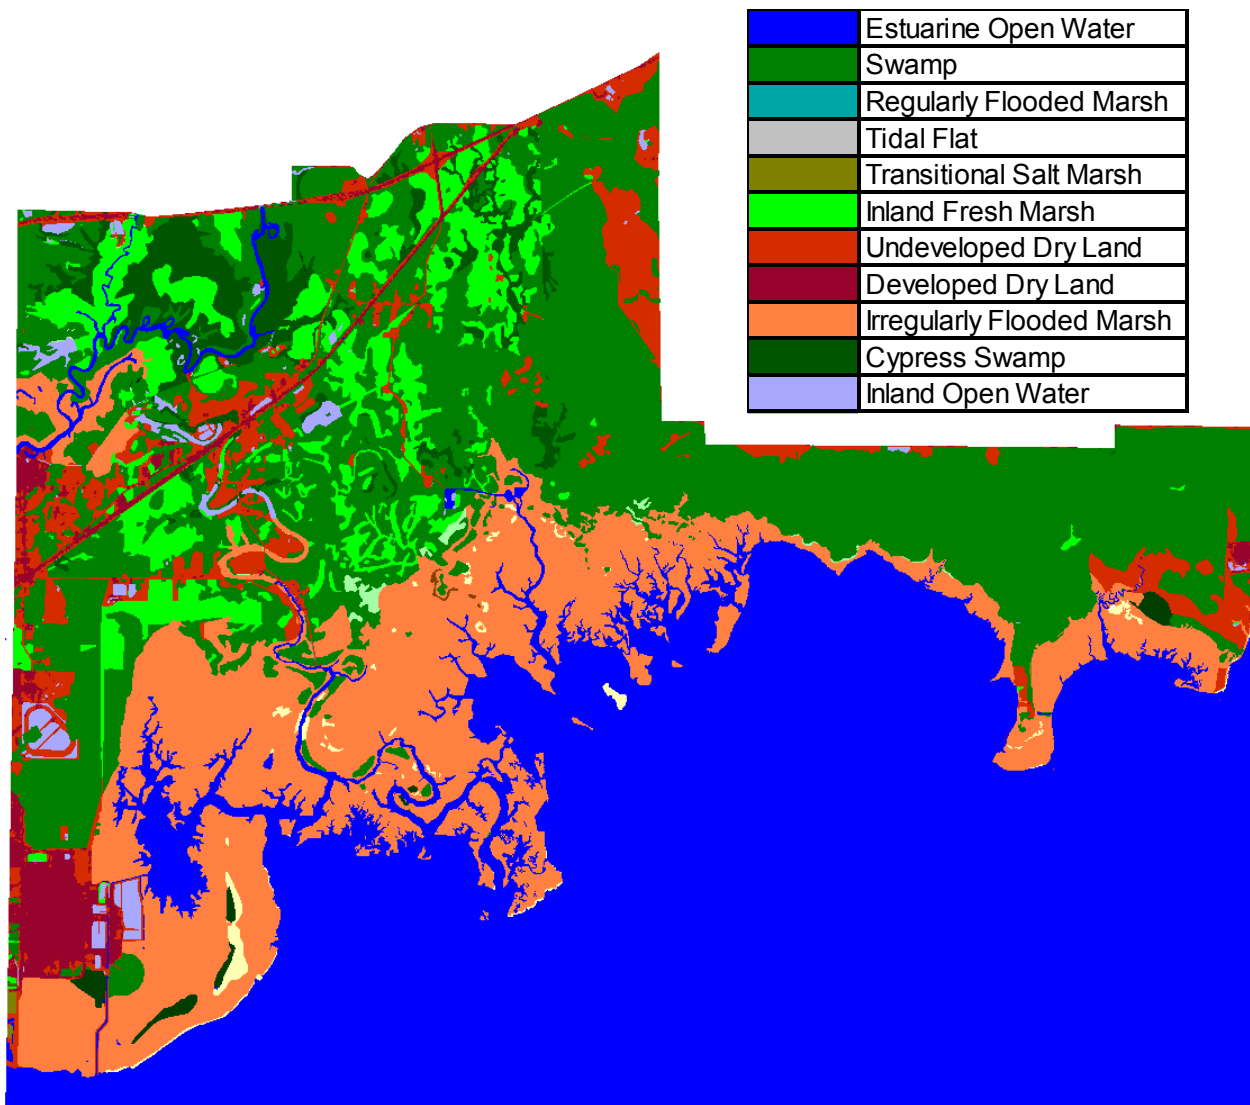 Estuarine Open Water
Swamp
Regularly Flooded Marsh
Tidal Flat
Transitional Salt Marsh
Inland Fresh Marsh
Undeveloped Dry Land
Developed Dry Land
Irregularly Flooded Marsh
Cypress Swamp
Inland Open Water